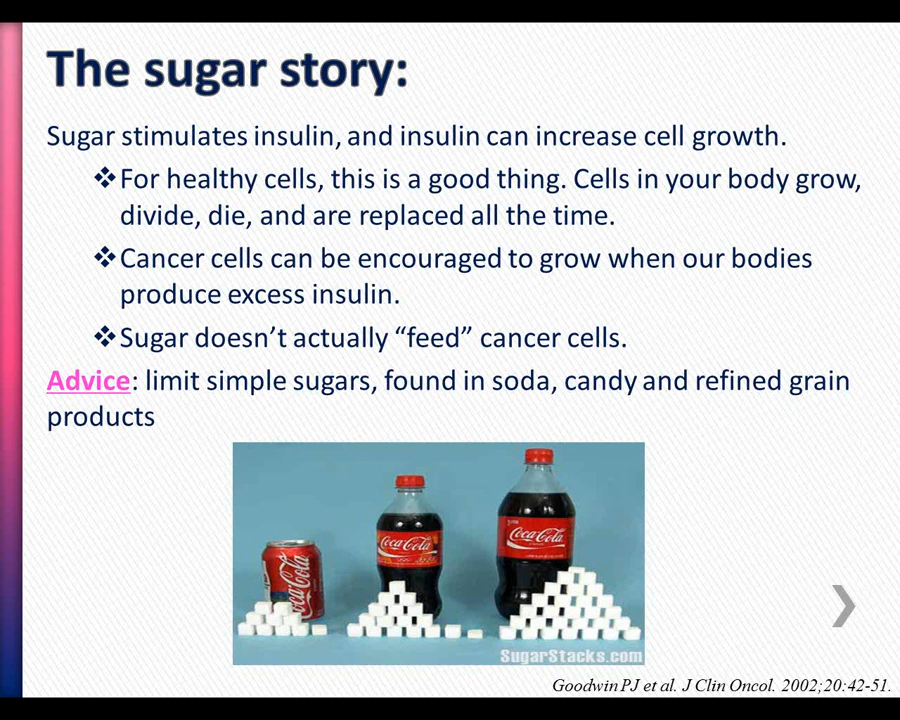 The sugar story:
Sugar stimulates insulin, and insulin can increase cell growth.
❖For healthy cells, this is a good thing. Cells in your body grow,
divide, die, and are replaced all the time.
❖Cancer cells can be encouraged to grow when our bodies
produce excess insulin.
❖Sugar doesn’t actually “feed” cancer cells.
Advice: limit simple sugars, found in soda, candy and refined grain
products
Coca-Cola
Coca-Cola
Coca-Cola
SugarStacks.com
Goodwin PJ et al. J Clin Oncol. 2002;20:42-51.